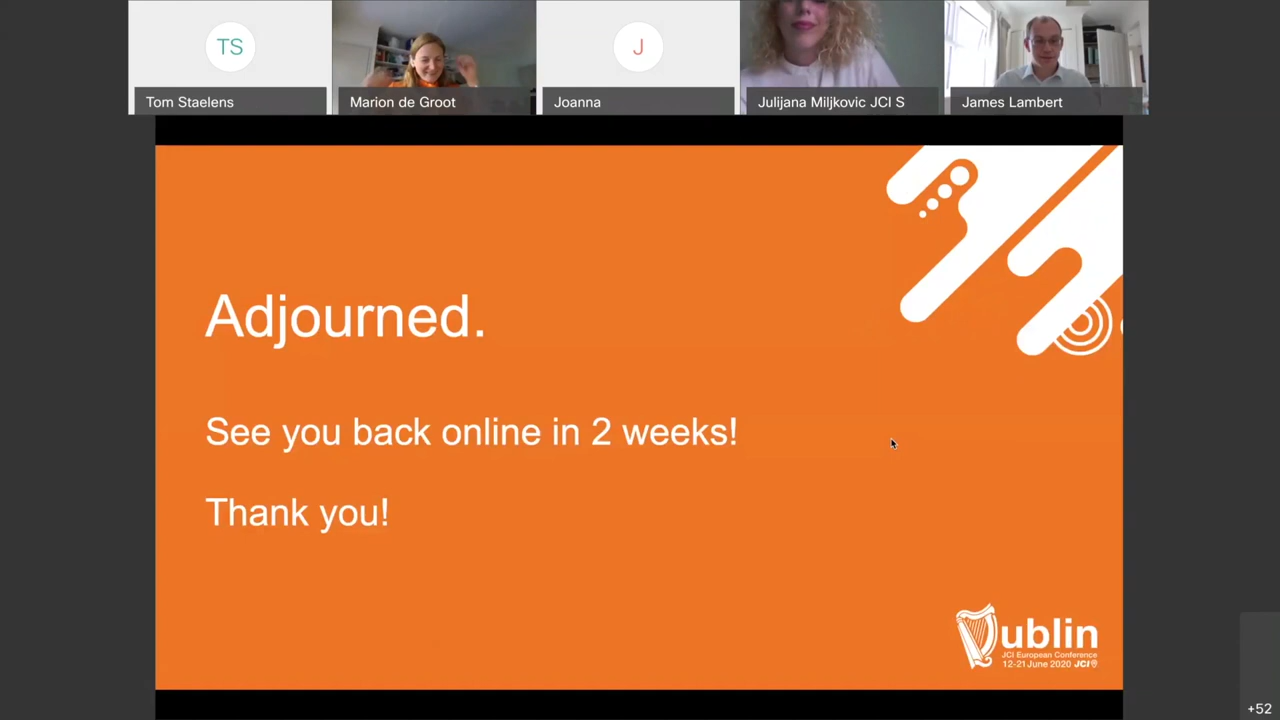 TS
J
Tom Staelens
Marion de Groot
Joanna
Julijana Miljkovic JCI S
James Lambert
Adjourned.
See you back online in 2 weeks!
Thank you!
Dublin
JCI European Conference
12-21 June 2020 JCI
+52